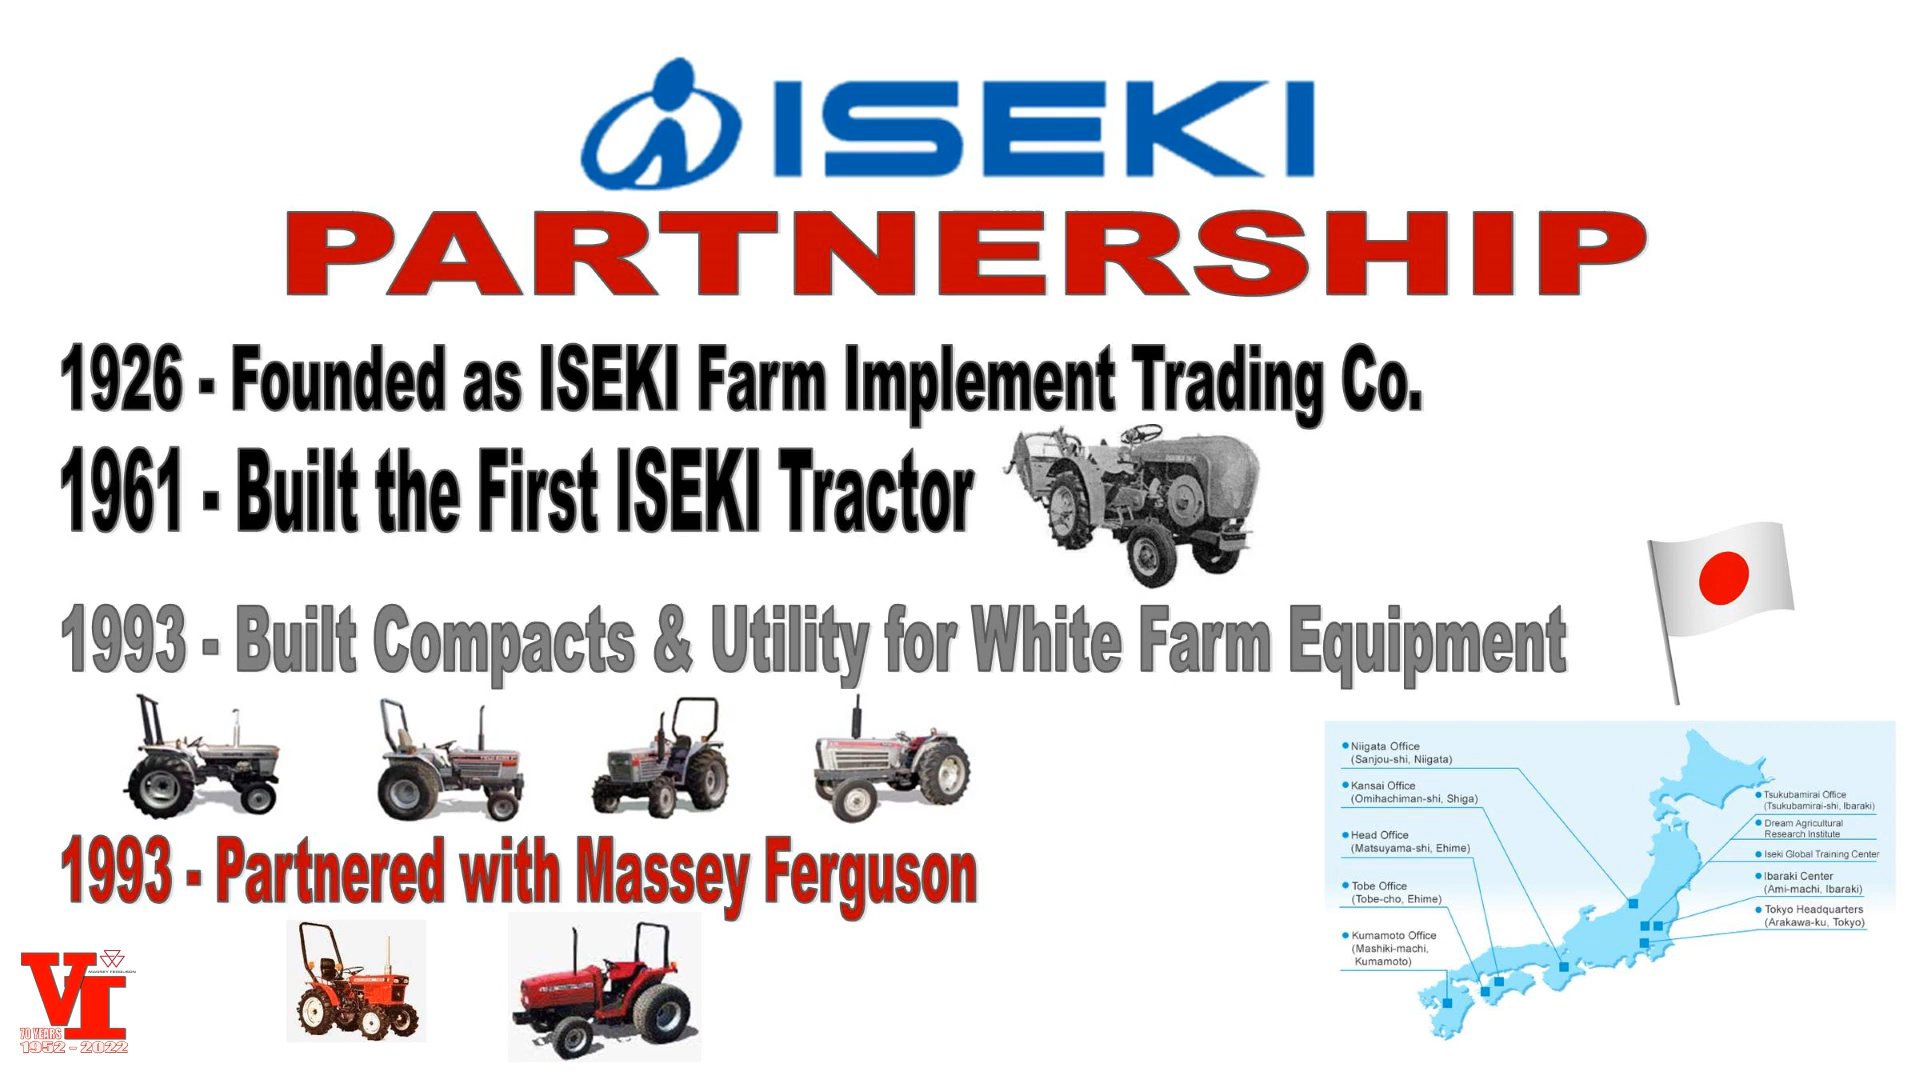 ISEKI
PARTNERSHIP
1926 - Founded as ISEKI Farm Implement Trading Co.
1961 - Built the First ISEKI Tractor
1993 - Built Compacts & Utility for White Farm Equipment
1993 - Partnered with Massey Ferguson
Niigata Office
(Sanjou-shi, Niigata)
Kansai Office
(Omihachiman-shi, Shiga)
Head Office
(Matsuyama-shi, Ehime)
Tobe Office
(Tobe-cho, Ehime)
Kumamoto Office
(Mashiki-machi,
Kumamoto)
Tsukubamirai Office
(Tsukubamirai-shi, Ibaraki)
Dream Agricultural
Research Institute
Iseki Global Training Center
Ibaraki Center
(Ami-machi, Ibaraki)
Tokyo Headquarters
(Arakawa-ku, Tokyo)
VI
MASSEY FERGUSON
70 YEARS
1952 - 2022